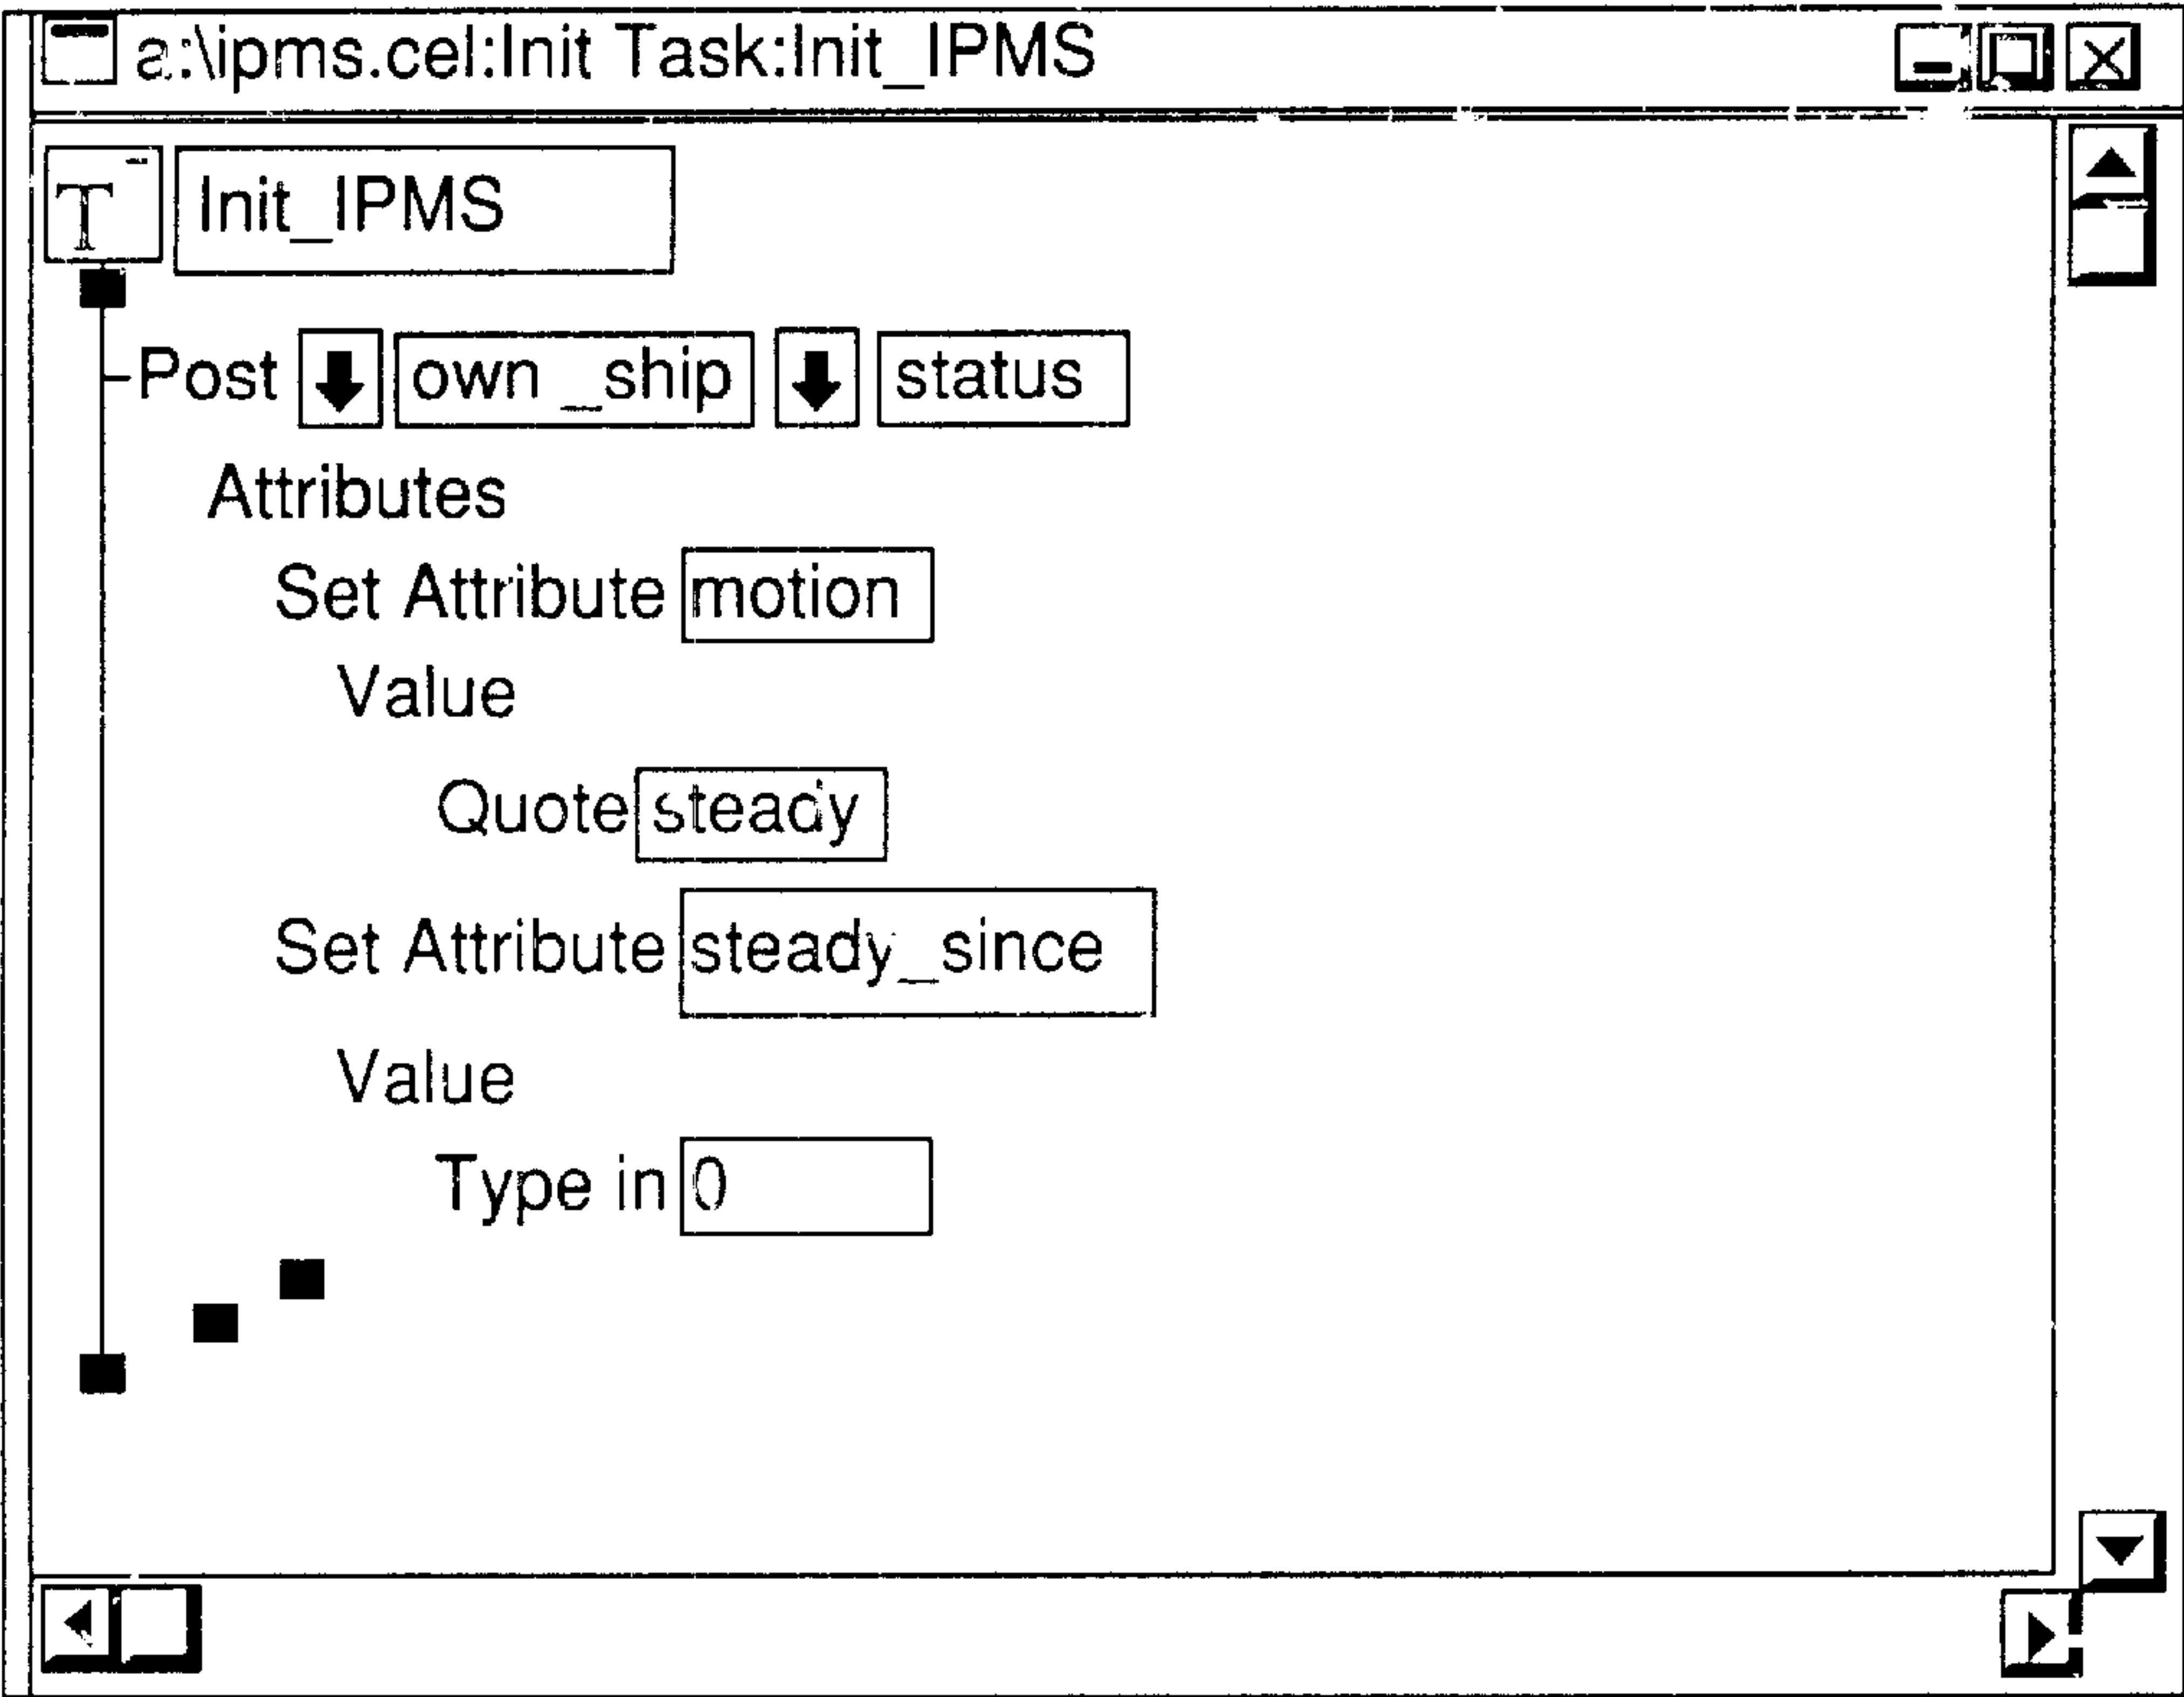 a:\ipms.cel:Init Task:Init_IPMS
T Init_IPMS
Post own _ship status
Attributes
Set Attribute motion
Value
Quote steady
Set Attribute steady_since
Value
Type in 0